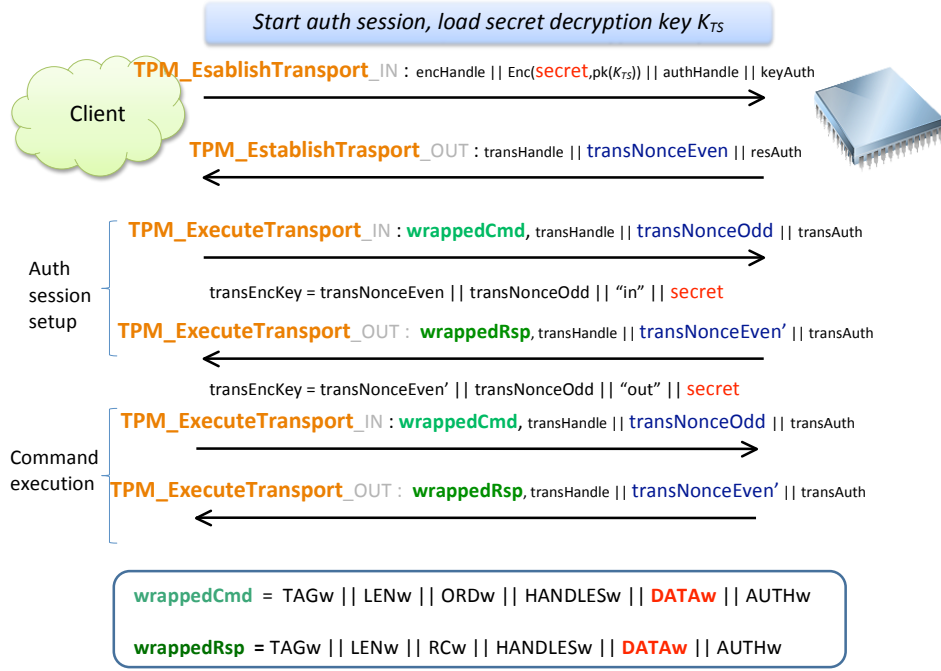 Start auth session, load secret decryption key K_TS
TPM_EsablishTransport_IN : encHandle || Enc(secret,pk(K_TS)) || authHandle || keyAuth
Client
TPM_EstablishTrasport_OUT : transHandle || transNonceEven || resAuth
TPM_ExecuteTransport_IN : wrappedCmd, transHandle || transNonceOdd || transAuth
Auth
session
setup
transEncKey = transNonceEven || transNonceOdd || “in” || secret
TPM_ExecuteTransport_OUT : wrappedRsp, transHandle || transNonceEven’ || transAuth
transEncKey = transNonceEven’ || transNonceOdd || “out” || secret
TPM_ExecuteTransport_IN : wrappedCmd, transHandle || transNonceOdd || transAuth
Command
execution
TPM_ExecuteTransport_OUT : wrappedRsp, transHandle || transNonceEven’ || transAuth
wrappedCmd = TAGw || LENw || ORDw || HANDLESw || DATAw || AUTHw
wrappedRsp = TAGw || LENw || RCw || HANDLESw || DATAw || AUTHw